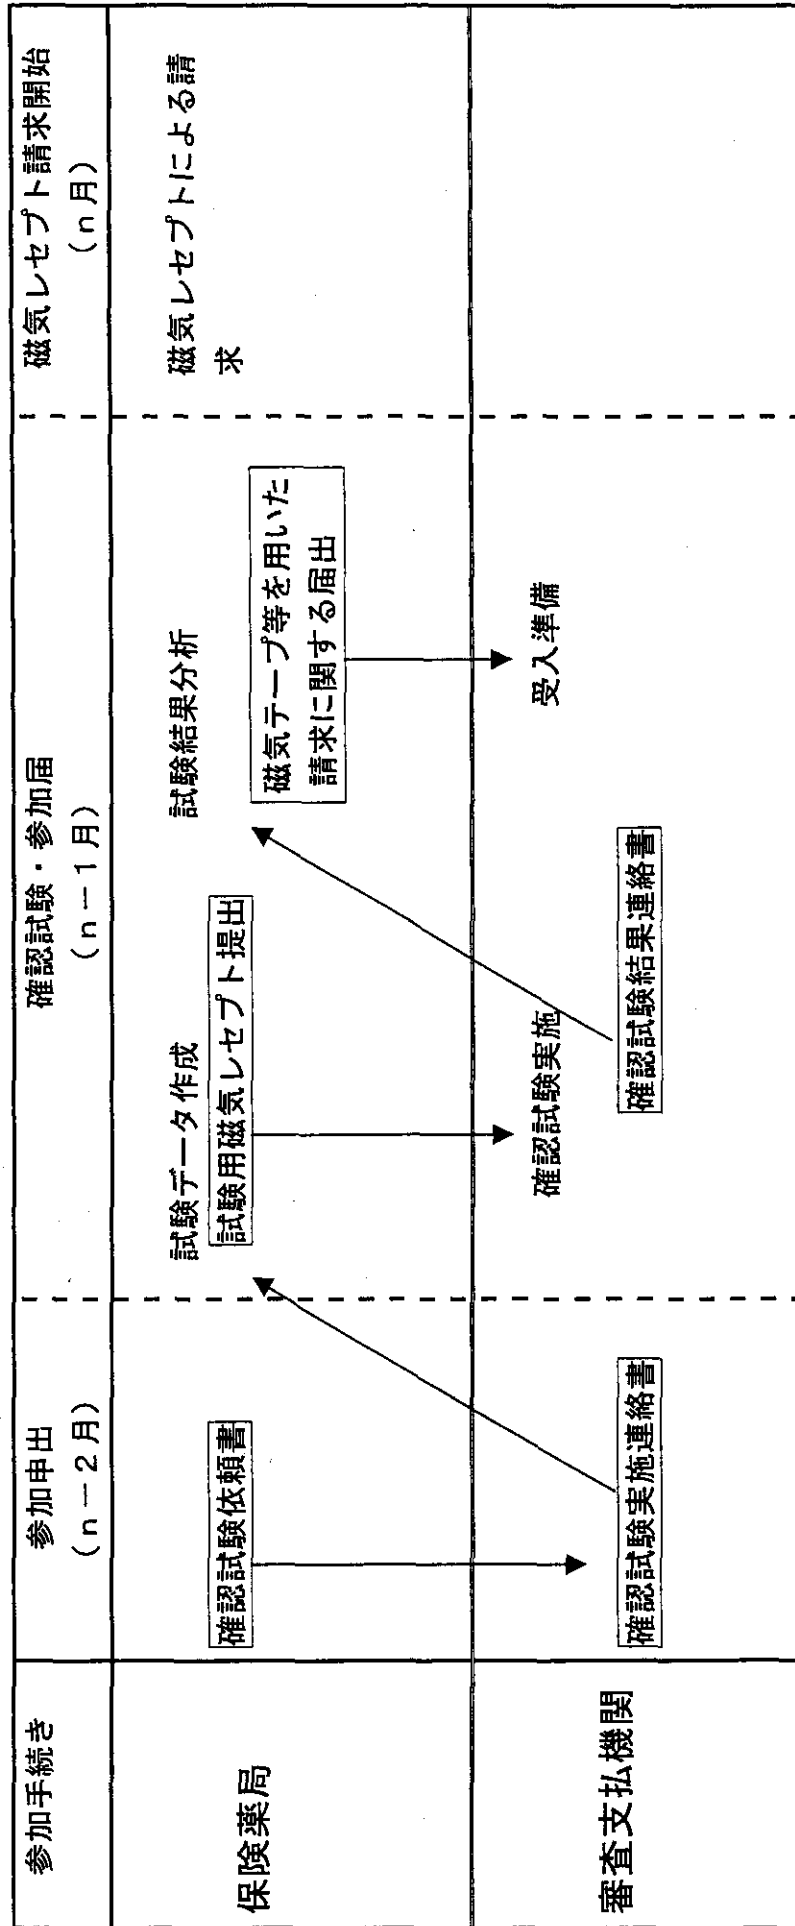 参加手続き
参加申出
(n－2月)
確認試験・参加届
(n－1月)
磁気レセプト請求開始
(n月)
保険薬局
確認試験依頼書
試験データ作成
試験用磁気レセプト提出
試験結果分析
磁気テープ等を用いた
請求に関する届出
磁気レセプトによる請
求
審査支払機関
確認試験実施連絡書
確認試験実施
確認試験結果連絡書
受入準備